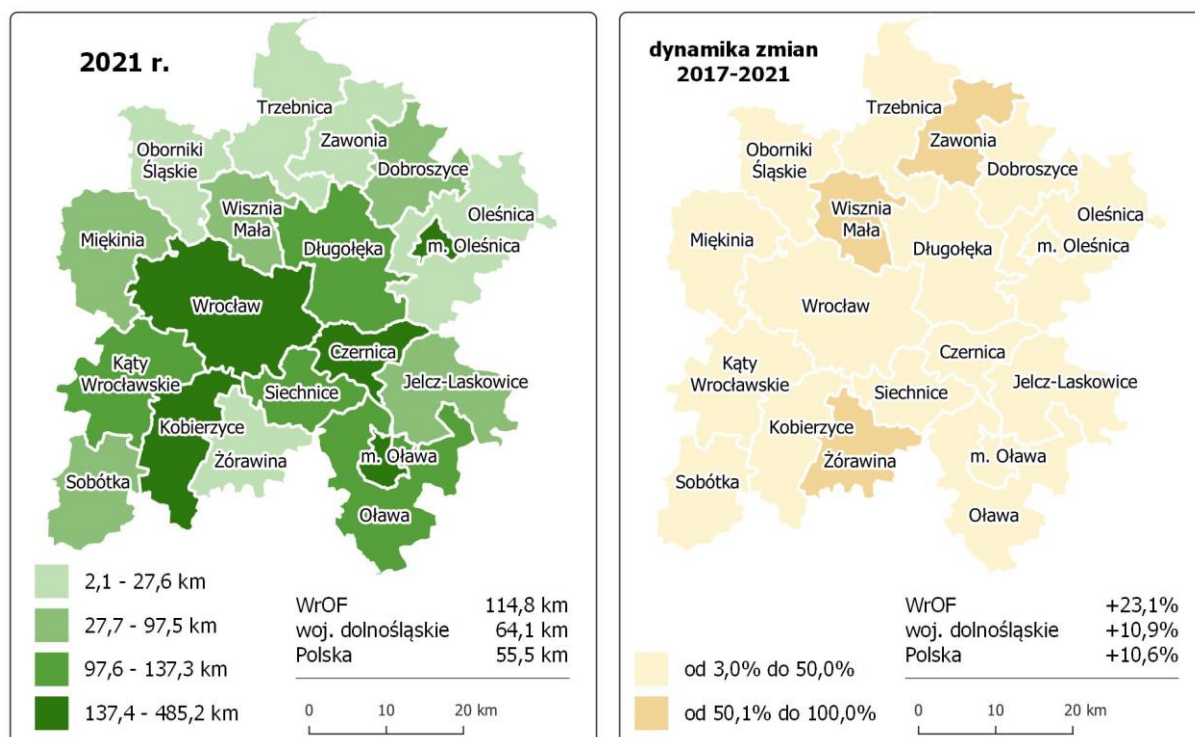 2021 r.
Trzebnica
Zawonia
Oborniki
Śląskie
Dobroszyce
Wisznia
Mała
Oleśnica
Miękinia
Długołęka
m. Oleśnica
Wrocław
Czernica
Kąty
Wrocławskie
Siechnice
Jelcz-Laskowice
Kobierzyce
Żórawina
m. Oława
Sobótka
Oława
2,1 - 27,6 km
27,7 - 97,5 km
97,6 - 137,3 km
137,4 - 485,2 km
WrOF 114,8 km
woj. dolnośląskie 64,1 km
Polska 55,5 km
0 10 20 km
dynamika zmian
2017-2021
Trzebnica
Zawonia
Oborniki
Śląskie
Dobroszyce
Wisznia
Mała
Oleśnica
Miękinia
Długołęka
m. Oleśnica
Wrocław
Czernica
Kąty
Wrocławskie
Siechnice
Jelcz-Laskowice
Kobierzyce
Żórawina
m. Oława
Sobótka
Oława
od 3,0% do 50,0%
od 50,1% do 100,0%
WrOF +23,1%
woj. dolnośląskie +10,9%
Polska +10,6%
0 10 20 km